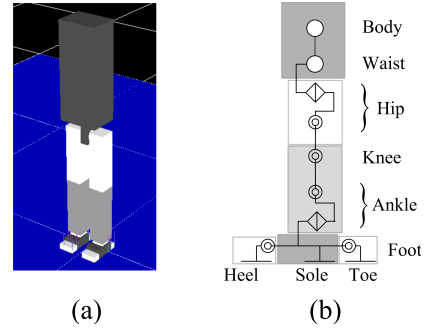 Body
Waist
Hip
Knee
Ankle
Foot
Heel Sole Toe
(a) (b)